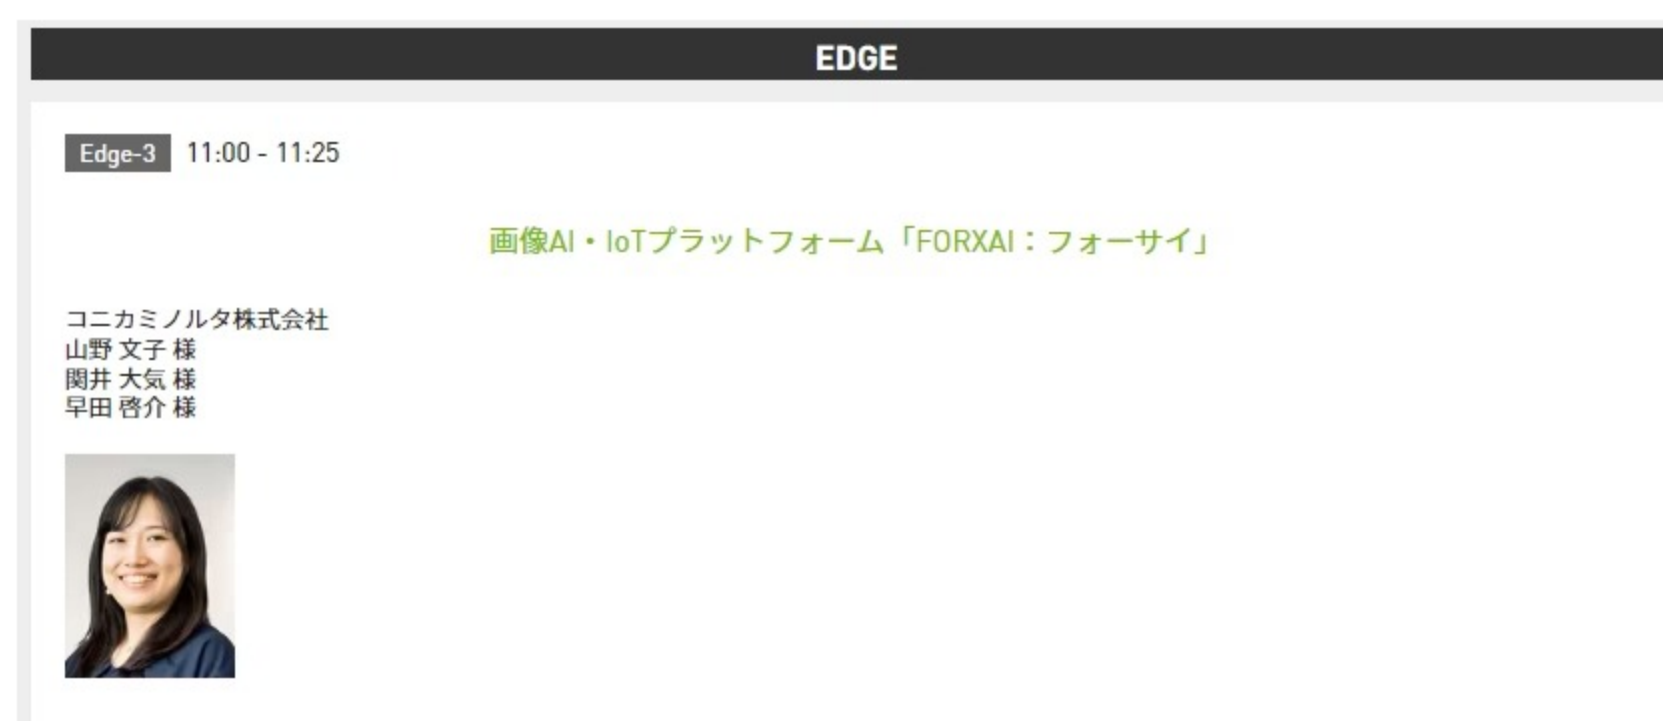 EDGE
Edge-3 11:00 - 11:25
画像AI・IoTプラットフォーム「FORXAI：フォーサイ」
コニカミノルタ株式会社
山野 文子 様
関井 大気 様
早田 啓介 様